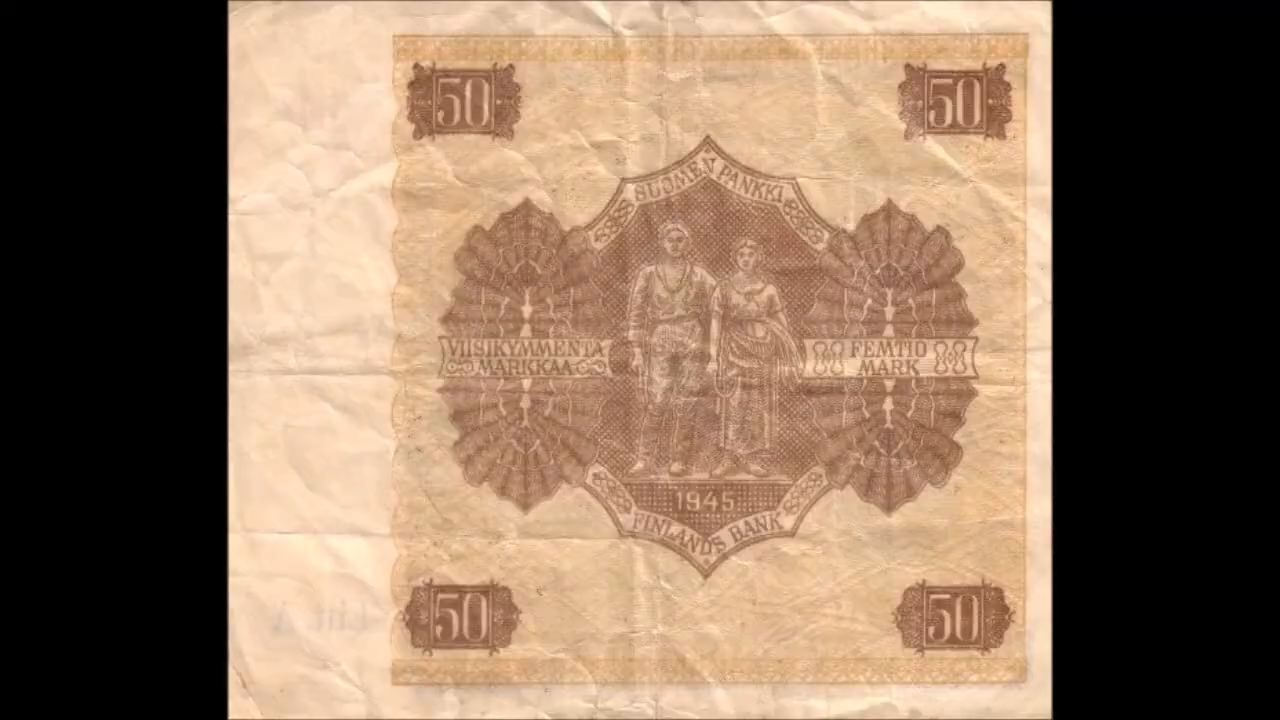 50
50
SUOMEN PANKKI
VIISIKYMMENTÄ
MARKKAA
FEMTIO
MARK
1945
FINLANDS BANK
50
50